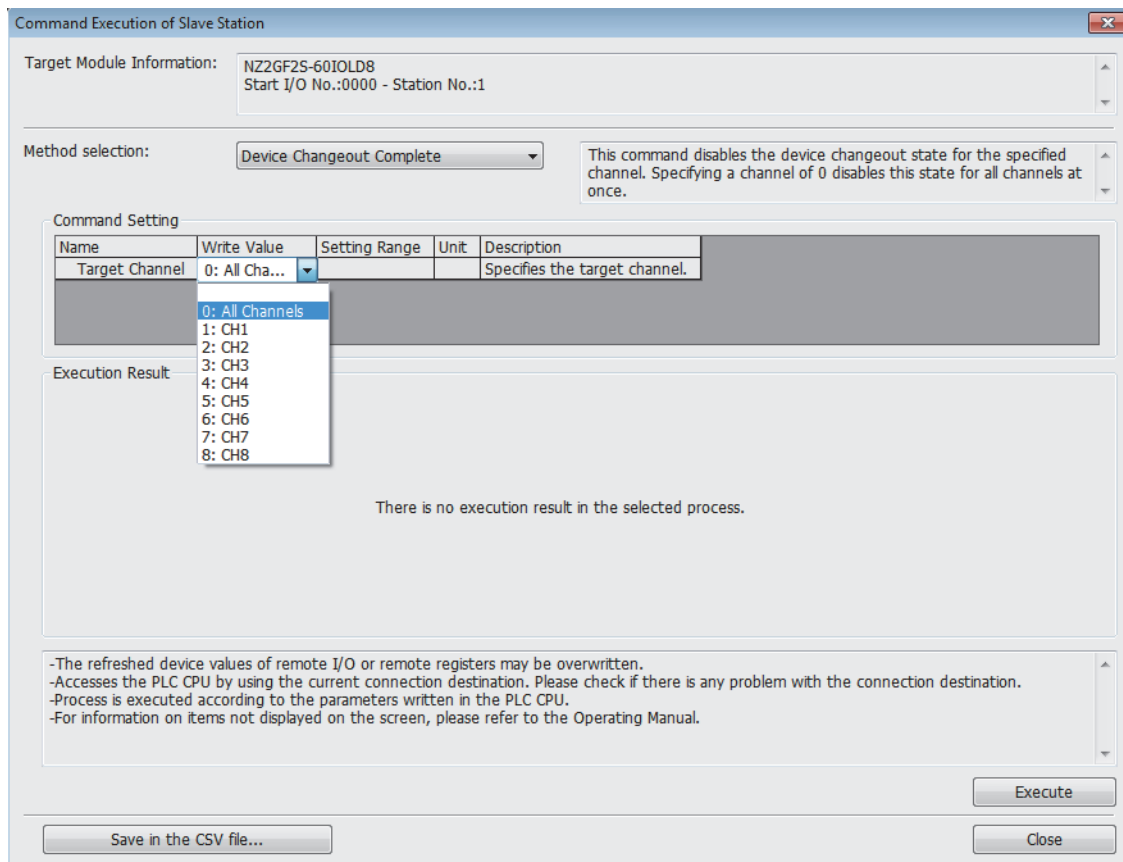 Command Execution of Slave Station
Target Module Information:
NZ2GF2S-60IOLD8
Start I/O No.:0000 - Station No.:1
Method selection:
Device Changeout Complete
This command disables the device changeout state for the specified
channel. Specifying a channel of 0 disables this state for all channels at
once.
Command Setting
Name Write Value Setting Range Unit Description
Target Channel 0: All Cha... Specifies the target channel.
0: All Channels
1: CH1
2: CH2
3: CH3
4: CH4
5: CH5
6: CH6
7: CH7
8: CH8
Execution Result
There is no execution result in the selected process.
-The refreshed device values of remote I/O or remote registers may be overwritten.
-Accesses the PLC CPU by using the current connection destination. Please check if there is any problem with the connection destination.
-Process is executed according to the parameters written in the PLC CPU.
-For information on items not displayed on the screen, please refer to the Operating Manual.
Execute
Save in the CSV file...
Close